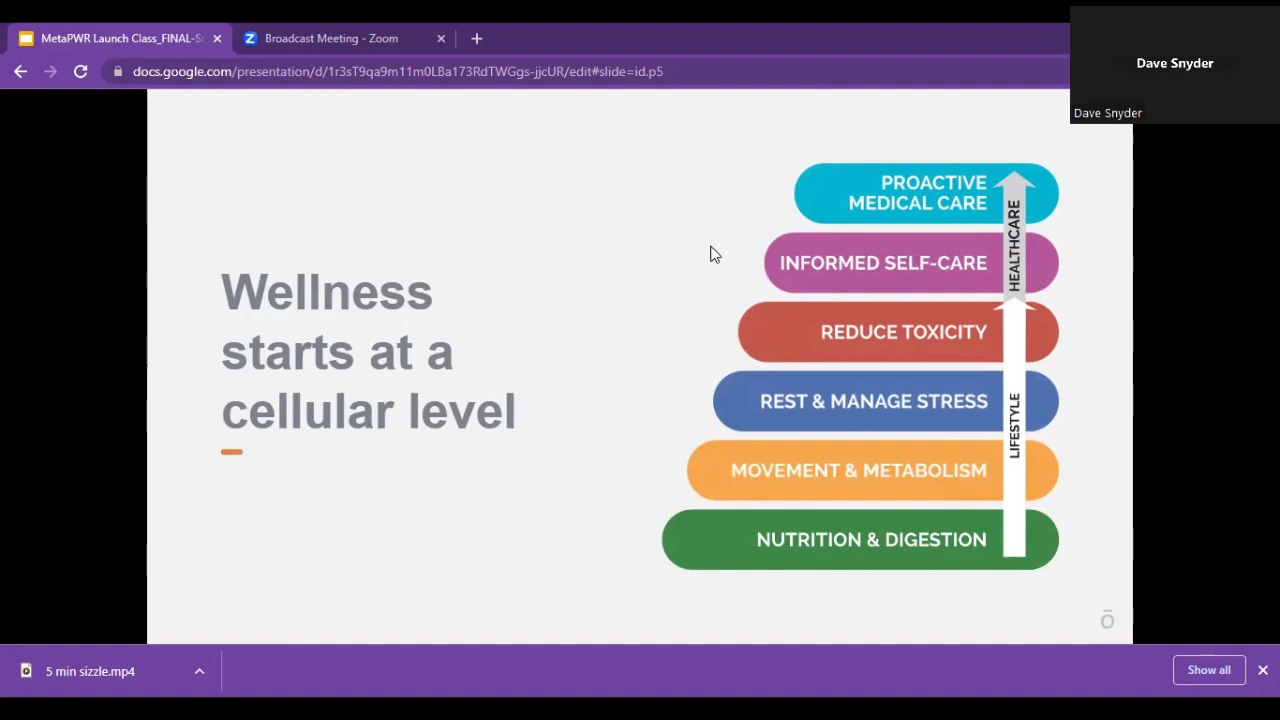 MetaPWR Launch Class_FINAL-S
Broadcast Meeting - Zoom
docs.google.com/presentation/d/1r3sT9qa9m11m0LBa173RdTWGgs-jjcUR/edit#slide=id.p5
Dave Snyder
Dave Snyder
Wellness
starts at a
cellular level
PROACTIVE
MEDICAL CARE
INFORMED SELF-CARE
REDUCE TOXICITY
REST & MANAGE STRESS
MOVEMENT & METABOLISM
NUTRITION & DIGESTION
HEALTHCARE
LIFESTYLE
ō
5 min sizzle.mp4
Show all